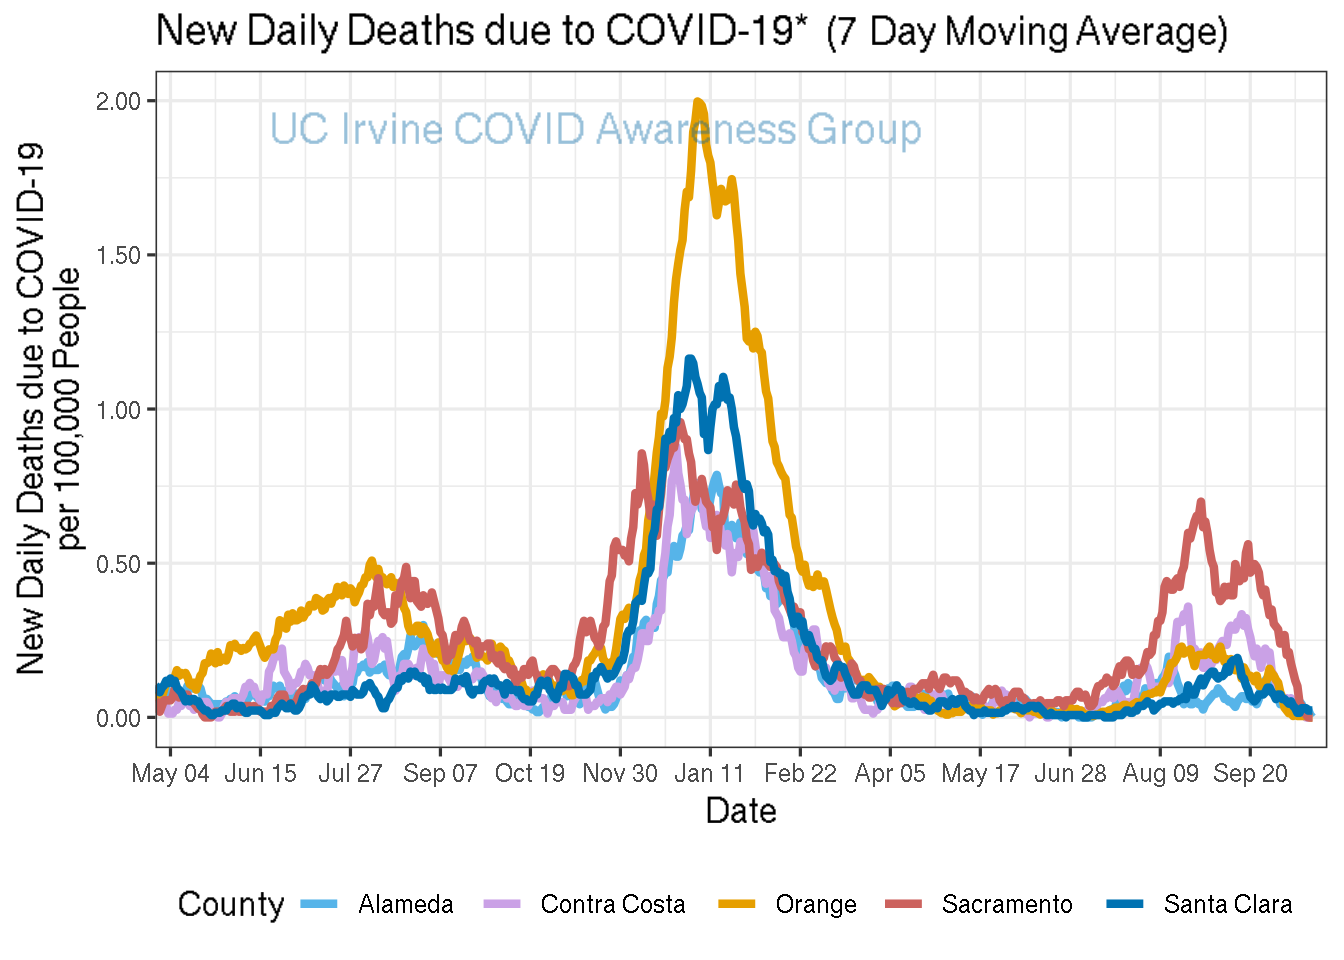 New Daily Deaths due to COVID-19* (7 Day Moving Average)
UC Irvine COVID Awareness Group
New Daily Deaths due to COVID-19
per 100,000 People
2.00
1.50
1.00
0.50
0.00
May 04 Jun 15 Jul 27 Sep 07 Oct 19 Nov 30 Jan 11 Feb 22 Apr 05 May 17 Jun 28 Aug 09 Sep 20
Date
County Alameda Contra Costa Orange Sacramento Santa Clara